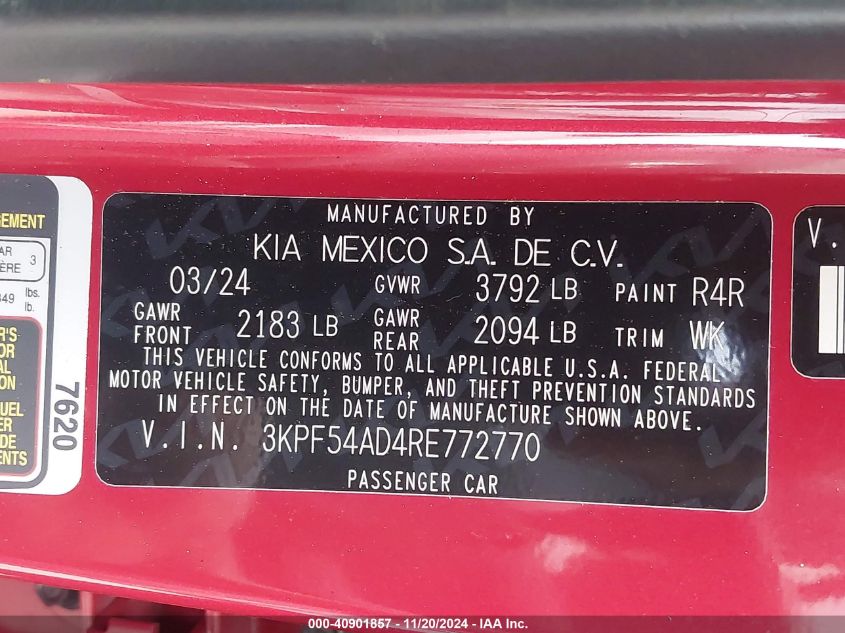 MANUFACTURED BY
KIA MEXICO S.A. DE C.V.
03/24 GVWR 3792 LB PAINT R4R
GAWR FRONT 2183 LB GAWR REAR 2094 LB TRIM WK
THIS VEHICLE CONFORMS TO ALL APPLICABLE U.S.A. FEDERAL
MOTOR VEHICLE SAFETY, BUMPER, AND THEFT PREVENTION STANDARDS
IN EFFECT ON THE DATE OF MANUFACTURE SHOWN ABOVE.
V.I.N. 3KPF54AD4RE772770
PASSENGER CAR
3
lbs.
lb.
7620
V.
000-40901857 - 11/20/2024 - IAA Inc.